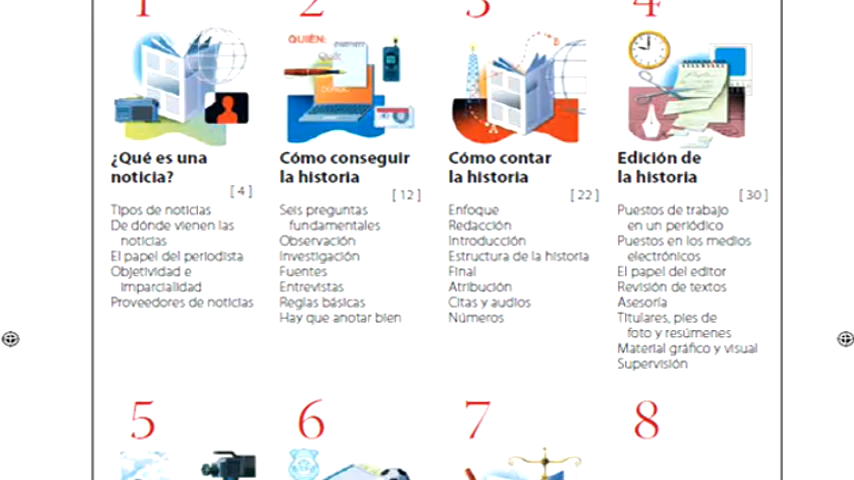 1
2
3
4
QUIÉN:
¿Qué es una
noticia?
[ 4 ]
Tipos de noticias
De dónde vienen las
noticias
El papel del periodista
Objetividad e
imparcialidad
Proveedores de noticias
Cómo conseguir
la historia
[ 12 ]
Seis preguntas
fundamentales
Observación
Investigación
Fuentes
Entrevistas
Reglas básicas
Hay que anotar bien
B
A
Cómo contar
la historia
[ 22 ]
Enfoque
Redacción
Introducción
Estructura de la historia
Final
Atribución
Citas y audios
Números
Edición de
la historia
[ 30 ]
Puestos de trabajo
en un periódico
Puestos en los medios
electrónicos
El papel del editor
Revisión de textos
Asesoría
Titulares, pies de
foto y resúmenes
Material gráfico y visual
Supervisión
5
6
7
8